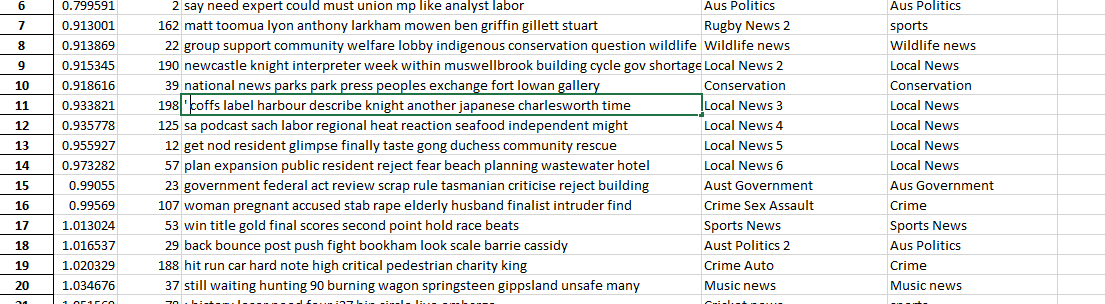 6 0.799591 2 say need expert could must union mp like analyst labor Aus Politics Aus Politics
7 0.913001 162 matt toomua lyon anthony larkham mowen ben griffin gillett stuart Rugby News 2 sports
8 0.913869 22 group support community welfare lobby indigenous conservation question wildlife Wildlife news Wildlife news
9 0.915345 190 newcastle knight interpreter week within muswellbrook building cycle gov shortage Local News 2 Local News
10 0.918616 39 national news parks park press peoples exchange fort lowan gallery Conservation Conservation
11 0.933821 198 ' coffs label harbour describe knight another japanese charlesworth time Local News 3 Local News
12 0.935778 125 sa podcast sach labor regional heat reaction seafood independent might Local News 4 Local News
13 0.955927 12 get nod resident glimpse finally taste gong duchess community rescue Local News 5 Local News
14 0.973282 57 plan expansion public resident reject fear beach planning wastewater hotel Local News 6 Local News
15 0.99055 23 government federal act review scrap rule tasmanian criticise reject building Aust Government Aus Government
16 0.99569 107 woman pregnant accused stab rape elderly husband finalist intruder find Crime Sex Assault Crime
17 1.013024 53 win title gold final scores second point hold race beats Sports News Sports News
18 1.016537 29 back bounce post push fight bookham look scale barrie cassidy Aust Politics 2 Aus Politics
19 1.020329 188 hit run car hard note high critical pedestrian charity king Crime Auto Crime
20 1.034676 37 still waiting hunting 90 burning wagon springsteen gippsland unsafe many Music news Music news